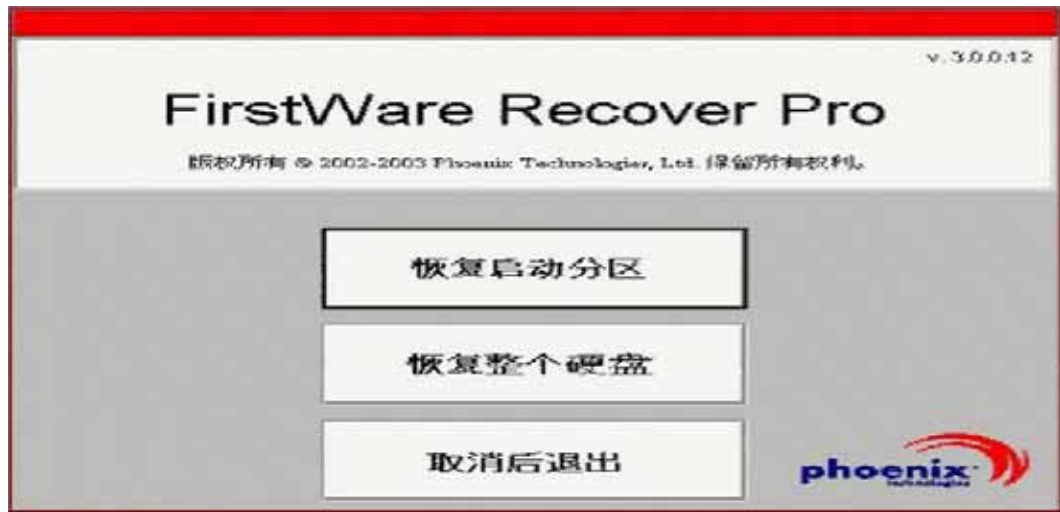 v. 3.0.0.12
FirstWare Recover Pro
版权所有 © 2002-2003 Phoenix Technologies, Ltd. 保留所有权利。
恢复启动分区
恢复整个硬盘
取消后退出
phoenix
technologies